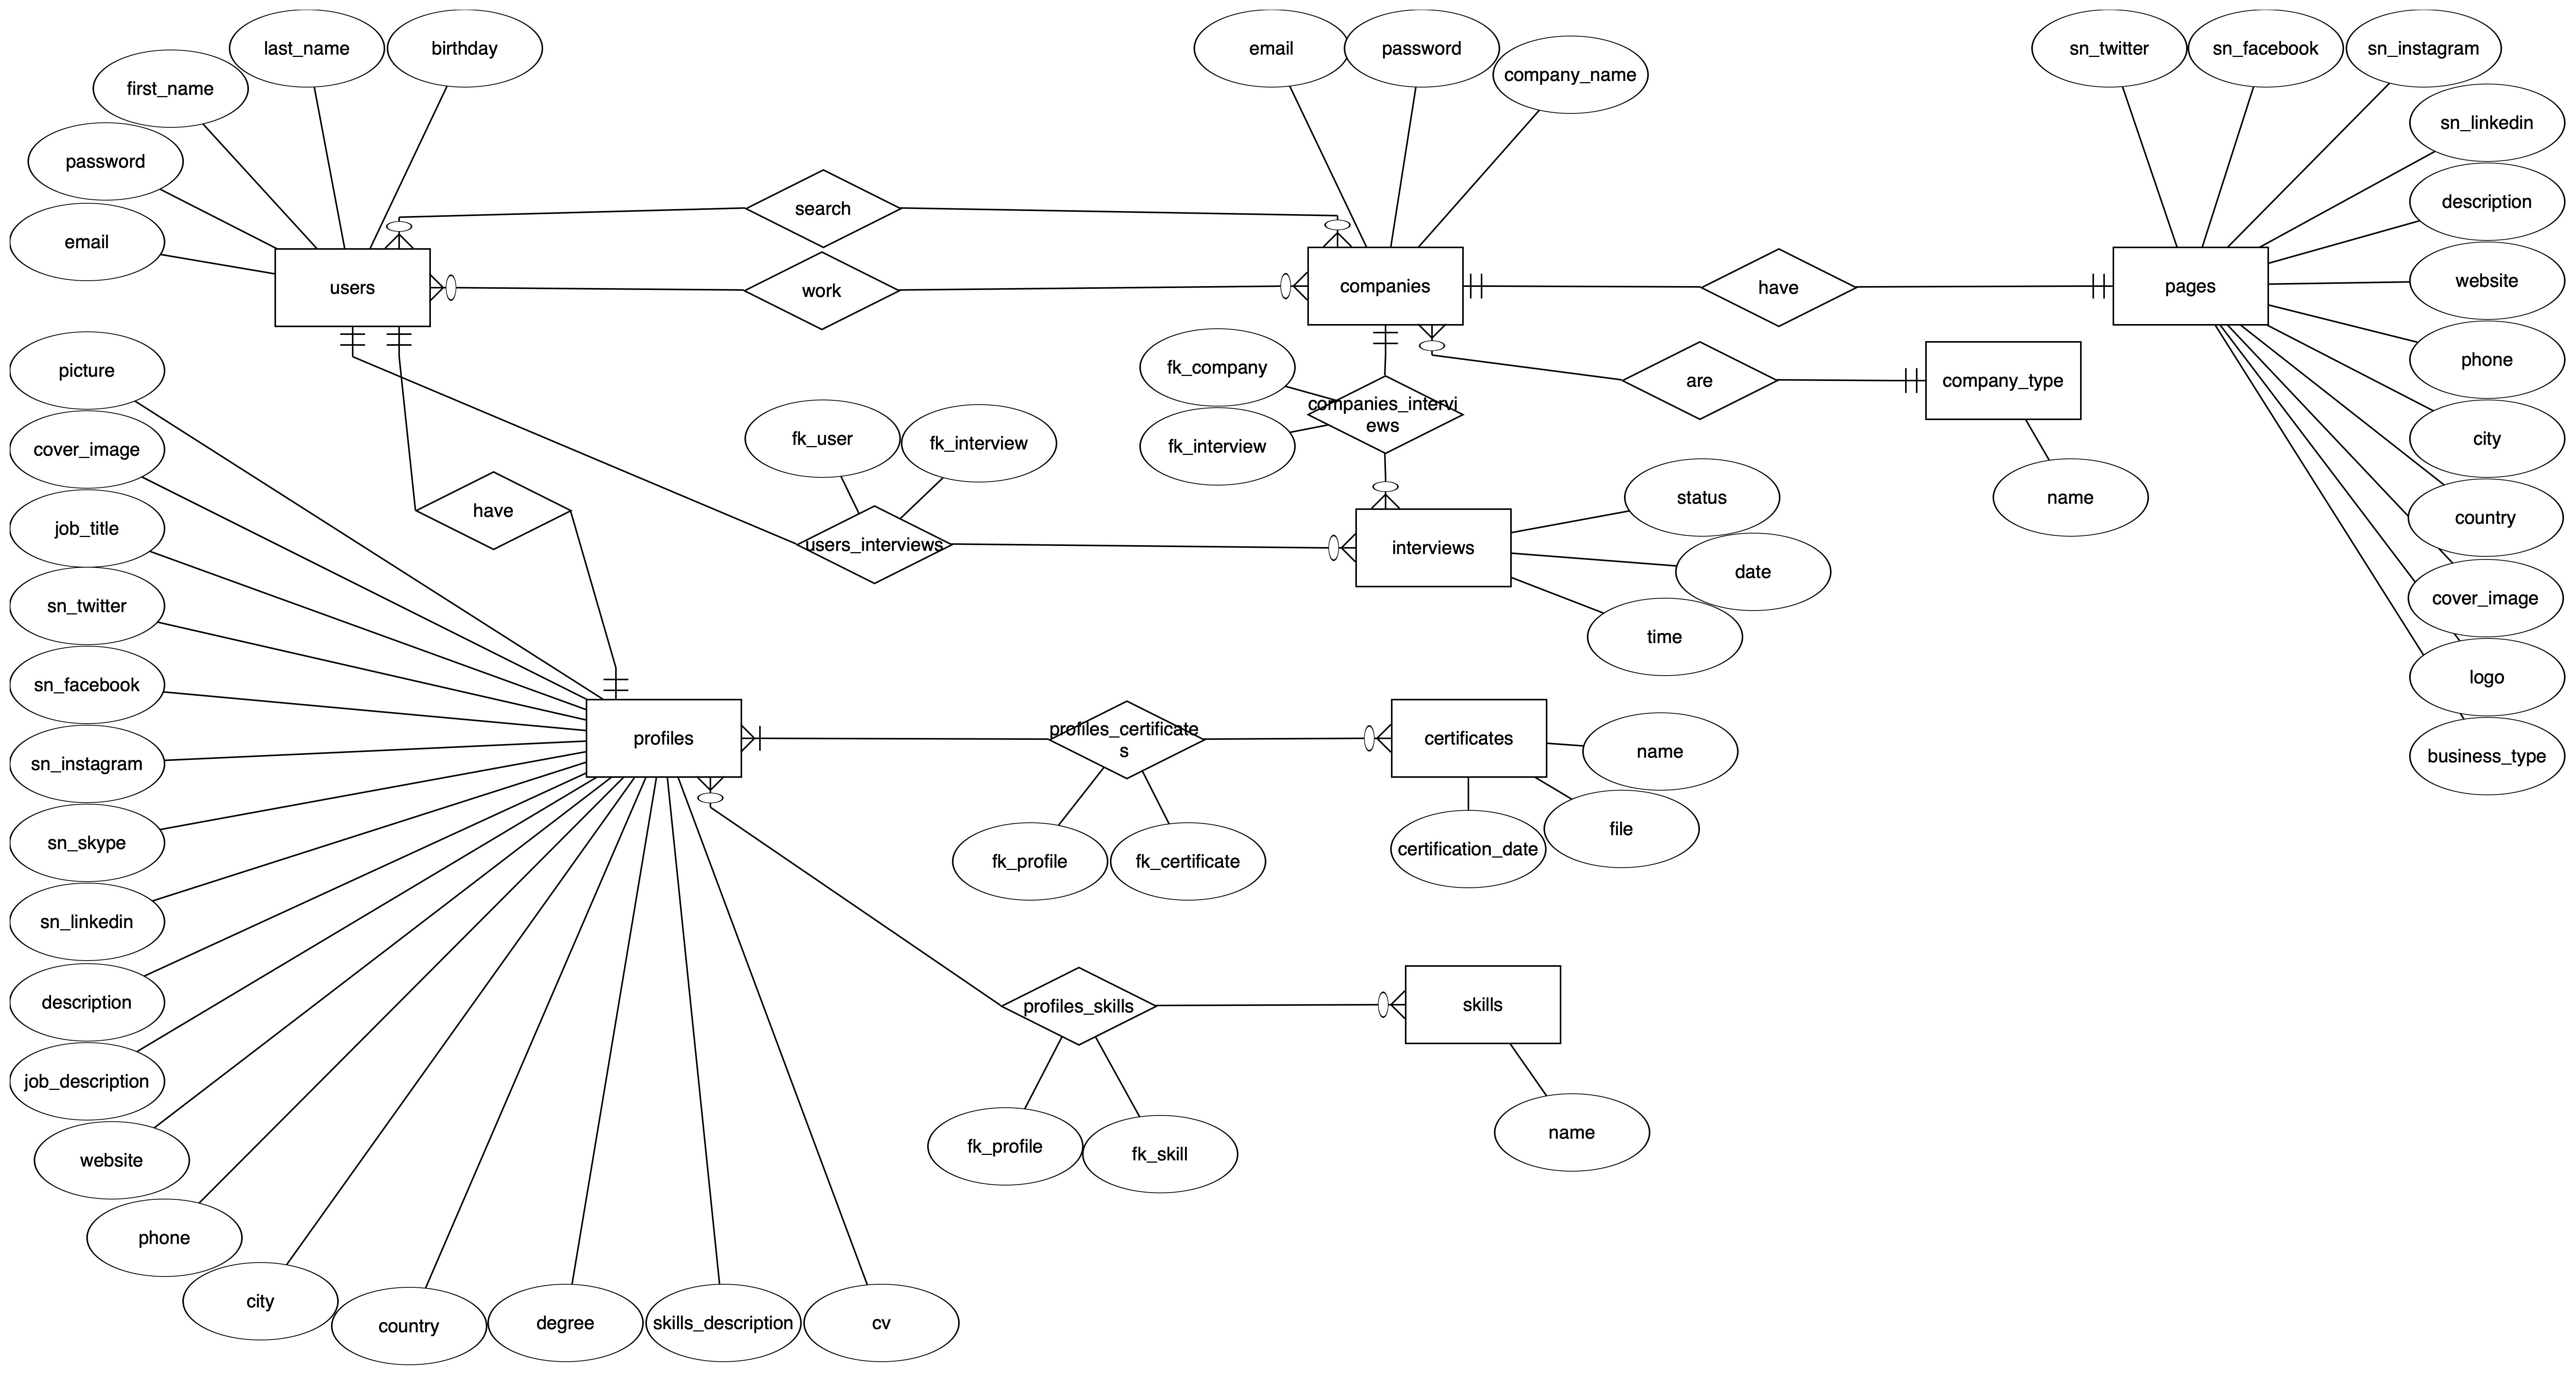 last_name
birthday
first_name
password
email
users
search
work
email
password
company_name
companies
have
sn_twitter
sn_facebook
sn_instagram
sn_linkedin
description
website
phone
city
country
cover_image
logo
business_type
pages
are
company_type
name
fk_company
fk_interview
companies_intervi
ews
fk_user
fk_interview
users_interviews
interviews
status
date
time
have
picture
cover_image
job_title
sn_twitter
sn_facebook
sn_instagram
sn_skype
sn_linkedin
description
job_description
website
phone
city
country
degree
skills_description
cv
profiles
profiles_certificate
s
fk_profile
fk_certificate
certificates
name
file
certification_date
profiles_skills
fk_profile
fk_skill
skills
name